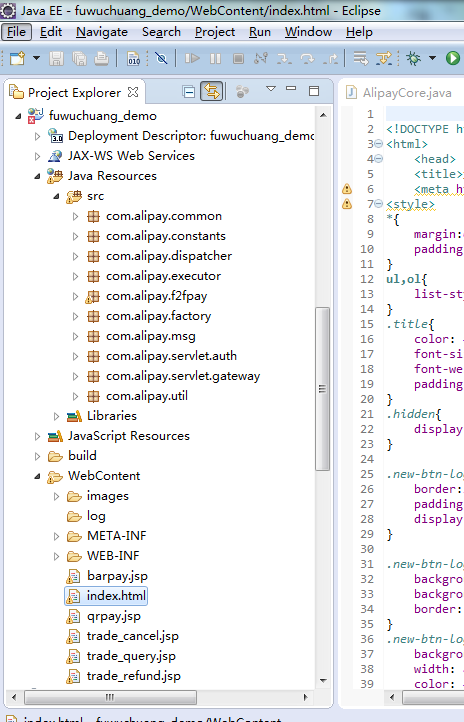 Java EE - fuwuchuang_demo/WebContent/index.html - Eclipse
File Edit Navigate Search Project Run Window Help
Project Explorer
AlipayCore.java
fuwuchuang_demo
Deployment Descriptor: fuwuchuang_demo
JAX-WS Web Services
Java Resources
src
com.alipay.common
com.alipay.constants
com.alipay.dispatcher
com.alipay.executor
com.alipay.f2fpay
com.alipay.factory
com.alipay.msg
com.alipay.servlet.auth
com.alipay.servlet.gateway
com.alipay.util
Libraries
JavaScript Resources
build
WebContent
images
log
META-INF
WEB-INF
barpay.jsp
index.html
qrpay.jsp
trade_cancel.jsp
trade_query.jsp
trade_refund.jsp
1
2 <!DOCTYPE h
3 <html>
4 <head>
5 <title>
6 <meta h
7 <style>
8 *{
9 margin:
10 padding
11 }
12 ul,ol{
13 list-st
14 }
15 .title{
16 color:
17 font-si
18 font-we
19 padding
20 }
21 .hidden{
22 display
23 }
24
25 .new-btn-lo
26 border:
27 padding
28 display
29 }
30
31 .new-btn-lo
32 backgro
33 backgro
34 border:
35 }
36 .new-btn-lo
37 backgro
38 width:
39 color:
index.html - fuwuchuang_demo/WebContent